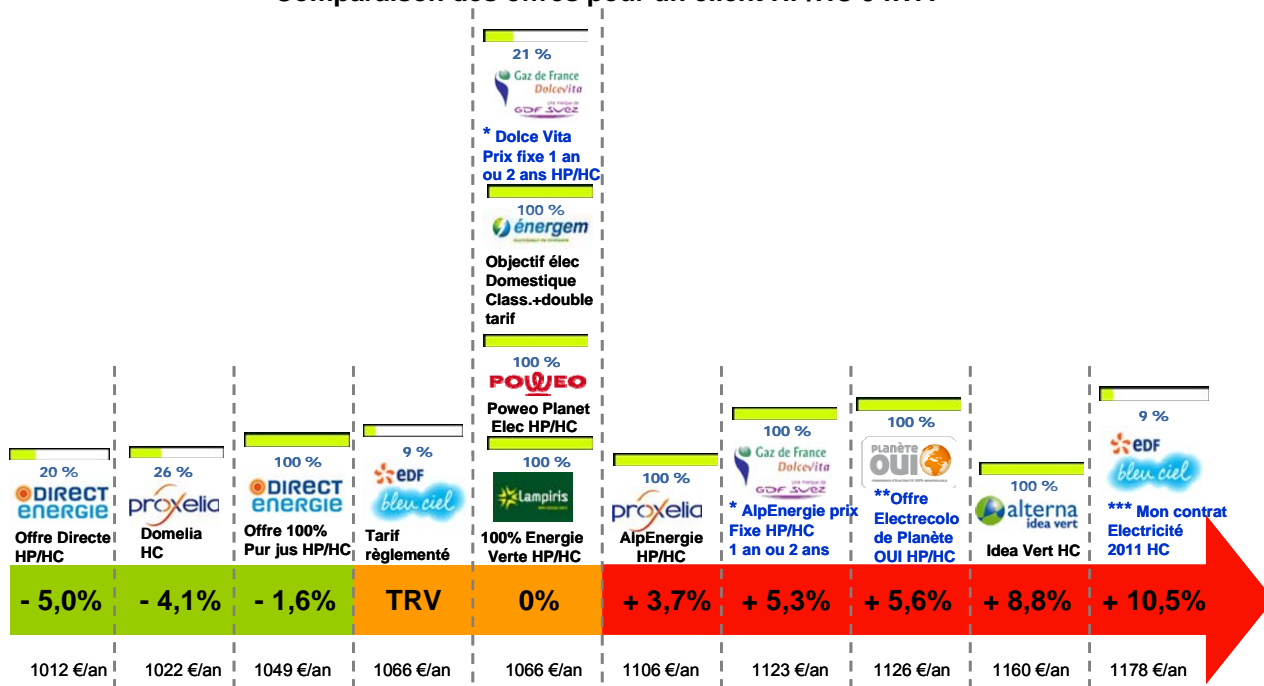 21 %
Gaz de France
Dolcevita
une marque de
GDF SUEZ
* Dolce Vita
Prix fixe 1 an
ou 2 ans HP/HC
100 %
énergem
Objectif élec
Domestique
Class.+double
tarif
100 %
POWEO
Poweo Planet
Elec HP/HC
20 %
DIRECT
ENERGIE
Offre Directe
HP/HC
26 %
proxelia
Domelia
HC
100 %
DIRECT
ENERGIE
Offre 100%
Pur jus HP/HC
9 %
eDF
bleu ciel
Tarif
règlementé
100 %
Lampiris
100% Energie
Verte HP/HC
100 %
proxelia
AlpEnergie
HP/HC
100 %
Gaz de France
Dolcevita
GDF SUEZ
* AlpEnergie prix
Fixe HP/HC
1 an ou 2 ans
100 %
PLANÈTE
OUI
**Offre
Electrecolo
de Planète
OUI HP/HC
100 %
alterna
idea vert
Idea Vert HC
9 %
eDF
bleu ciel
*** Mon contrat
Electricité
2011 HC
- 5,0% - 4,1% - 1,6% TRV 0% + 3,7% + 5,3% + 5,6% + 8,8% + 10,5%
1012 €/an 1022 €/an 1049 €/an 1066 €/an 1066 €/an 1106 €/an 1123 €/an 1126 €/an 1160 €/an 1178 €/an